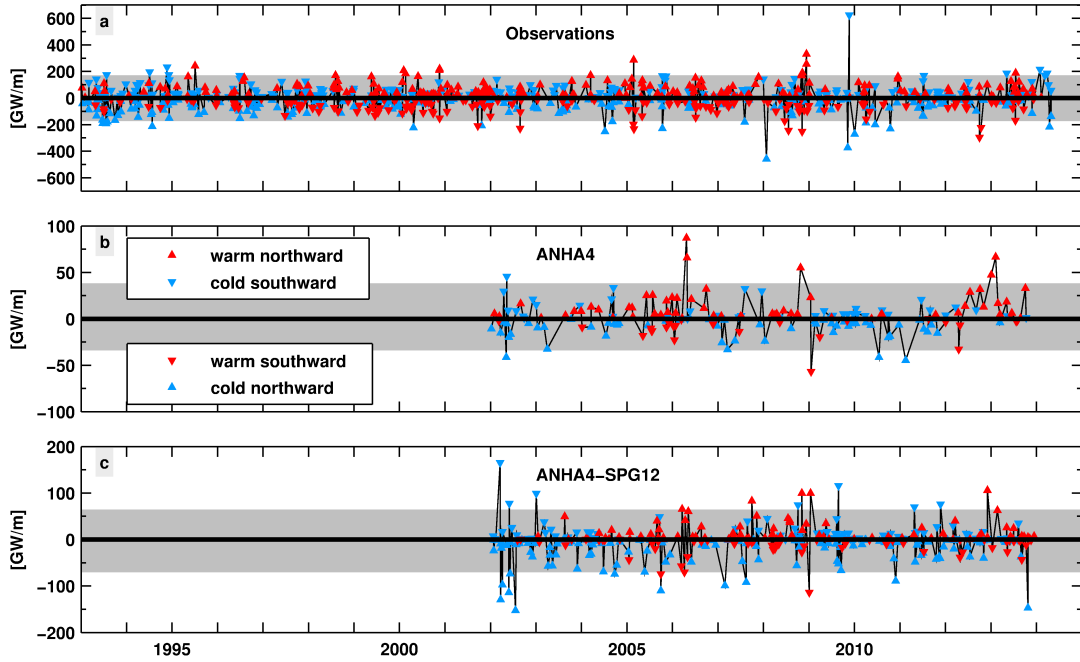 a
Observations
[GW/m]
600
400
200
0
−200
−400
−600
b
ANHA4
[GW/m]
100
50
0
−50
−100
warm northward
cold southward
warm southward
cold northward
c
ANHA4−SPG12
[GW/m]
200
100
0
−100
−200
1995 2000 2005 2010